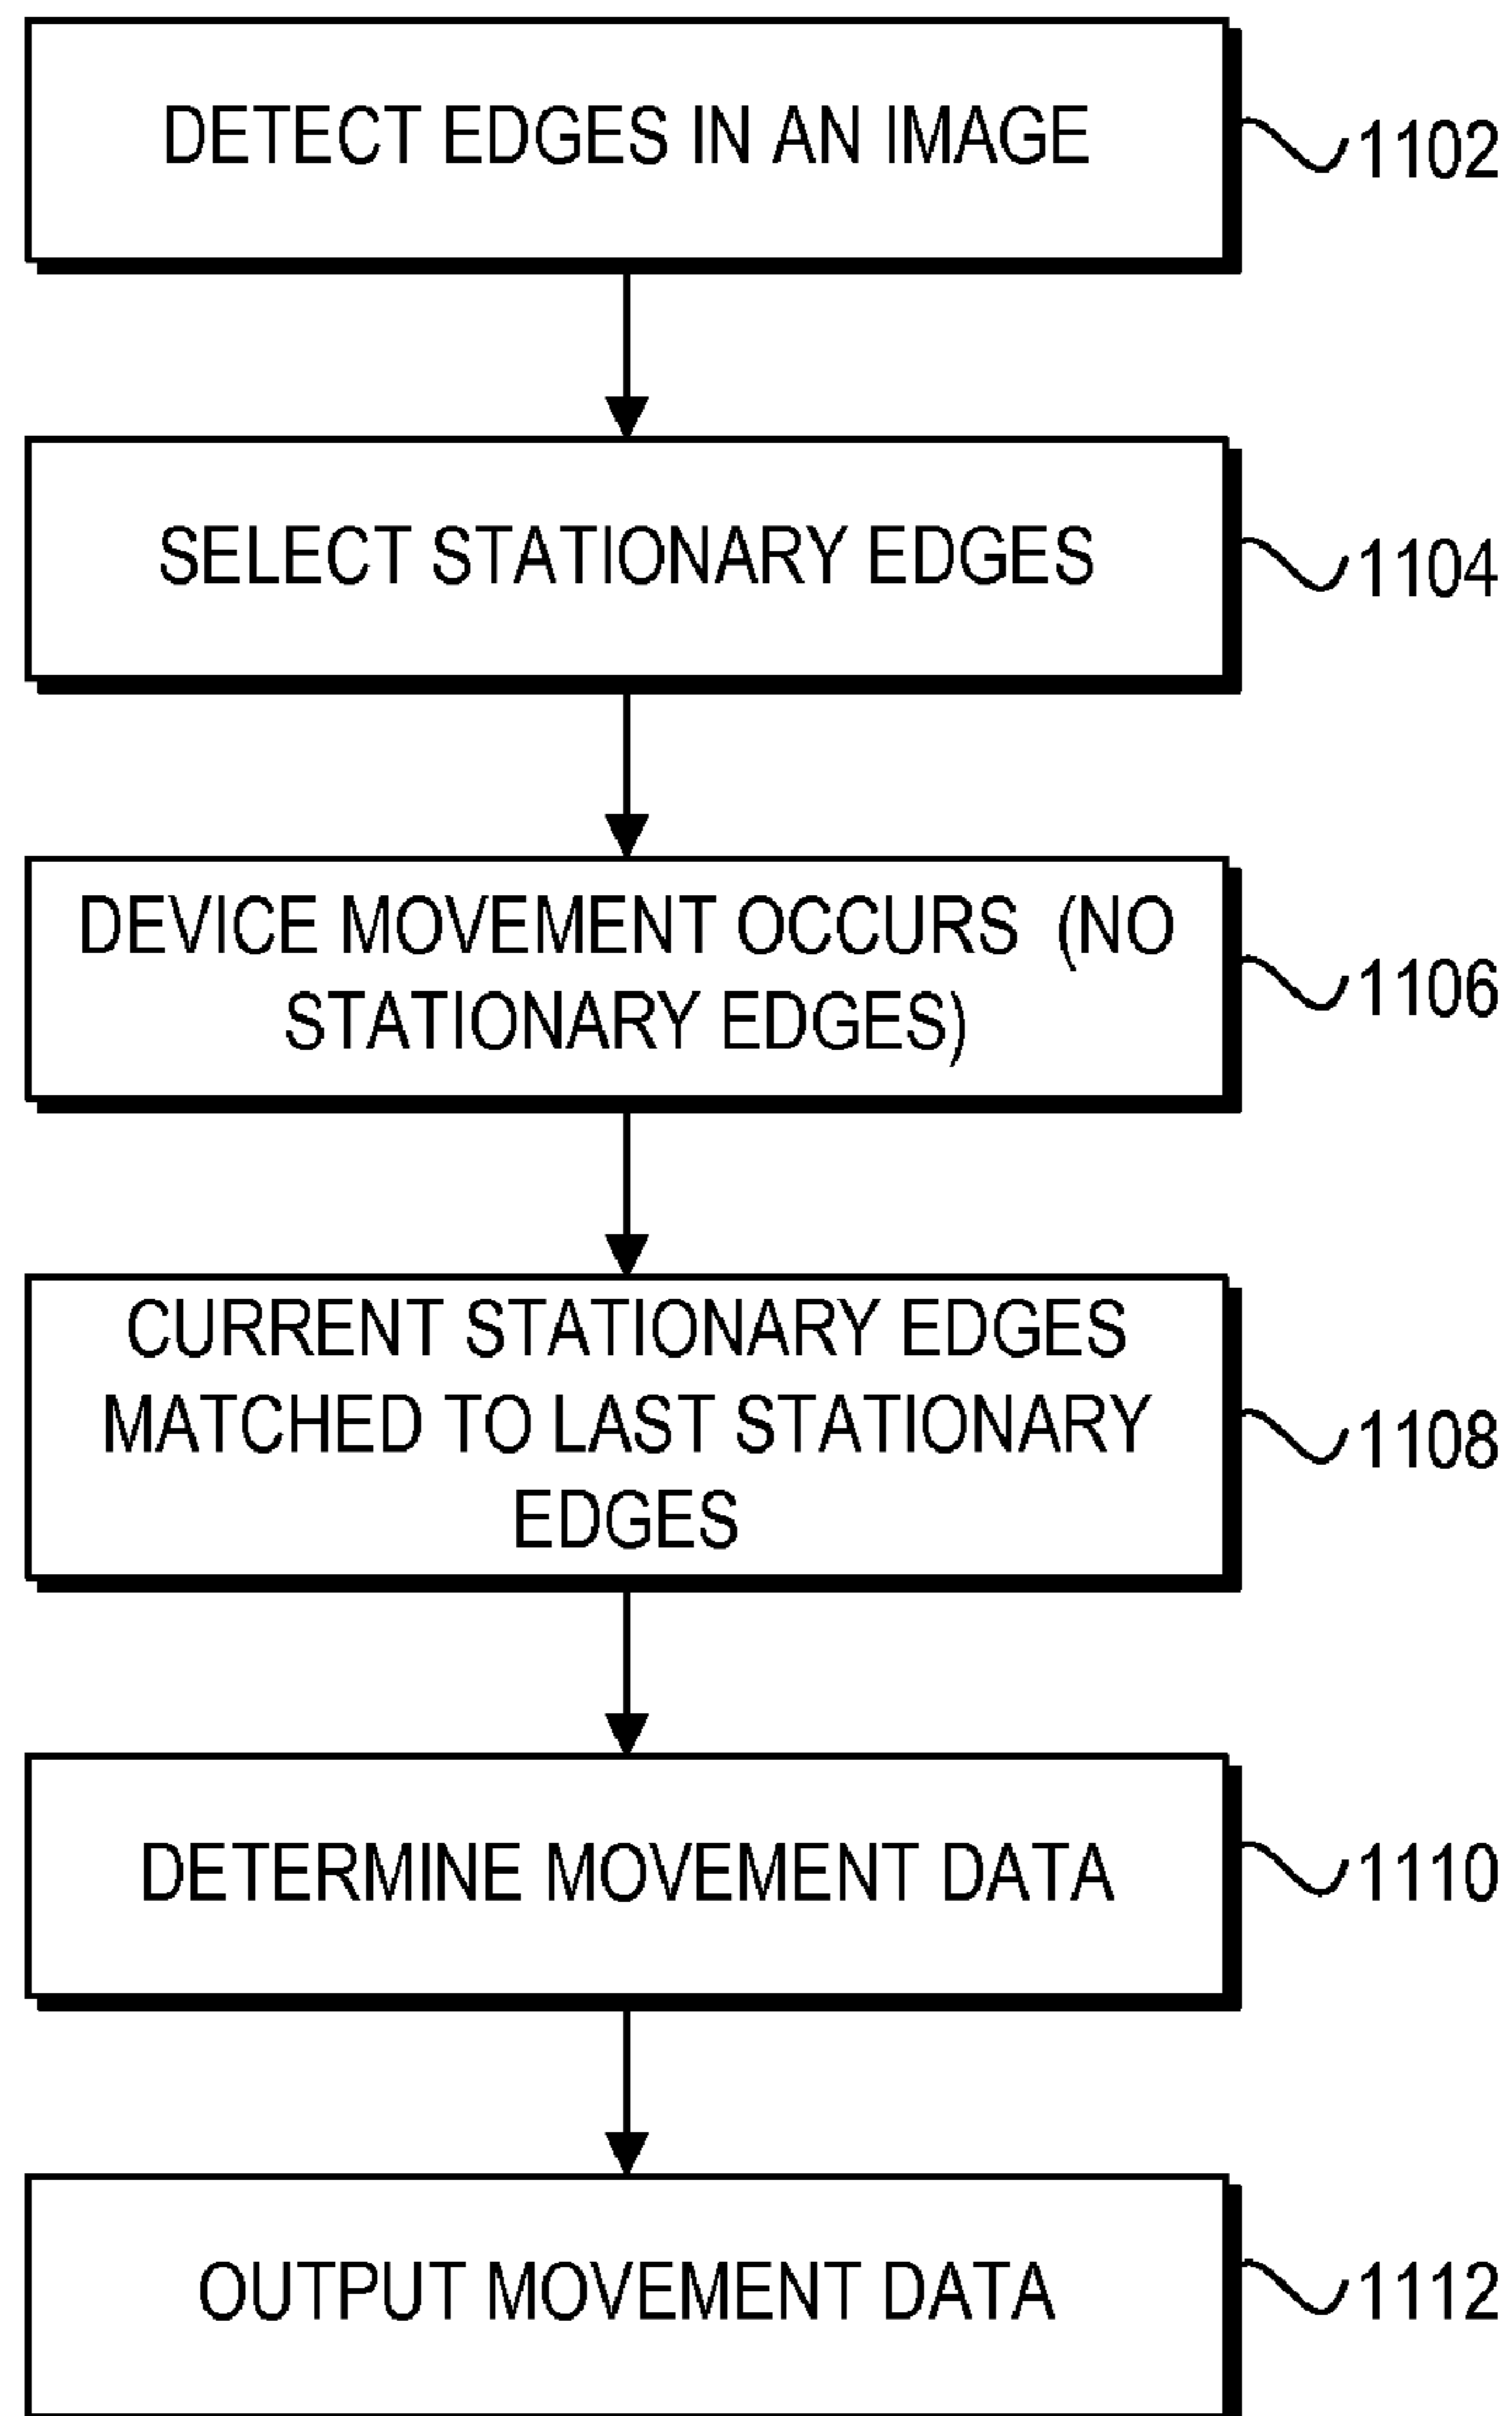 DETECT EDGES IN AN IMAGE
1102
SELECT STATIONARY EDGES
1104
DEVICE MOVEMENT OCCURS (NO
STATIONARY EDGES)
1106
CURRENT STATIONARY EDGES
MATCHED TO LAST STATIONARY
EDGES
1108
DETERMINE MOVEMENT DATA
1110
OUTPUT MOVEMENT DATA
1112